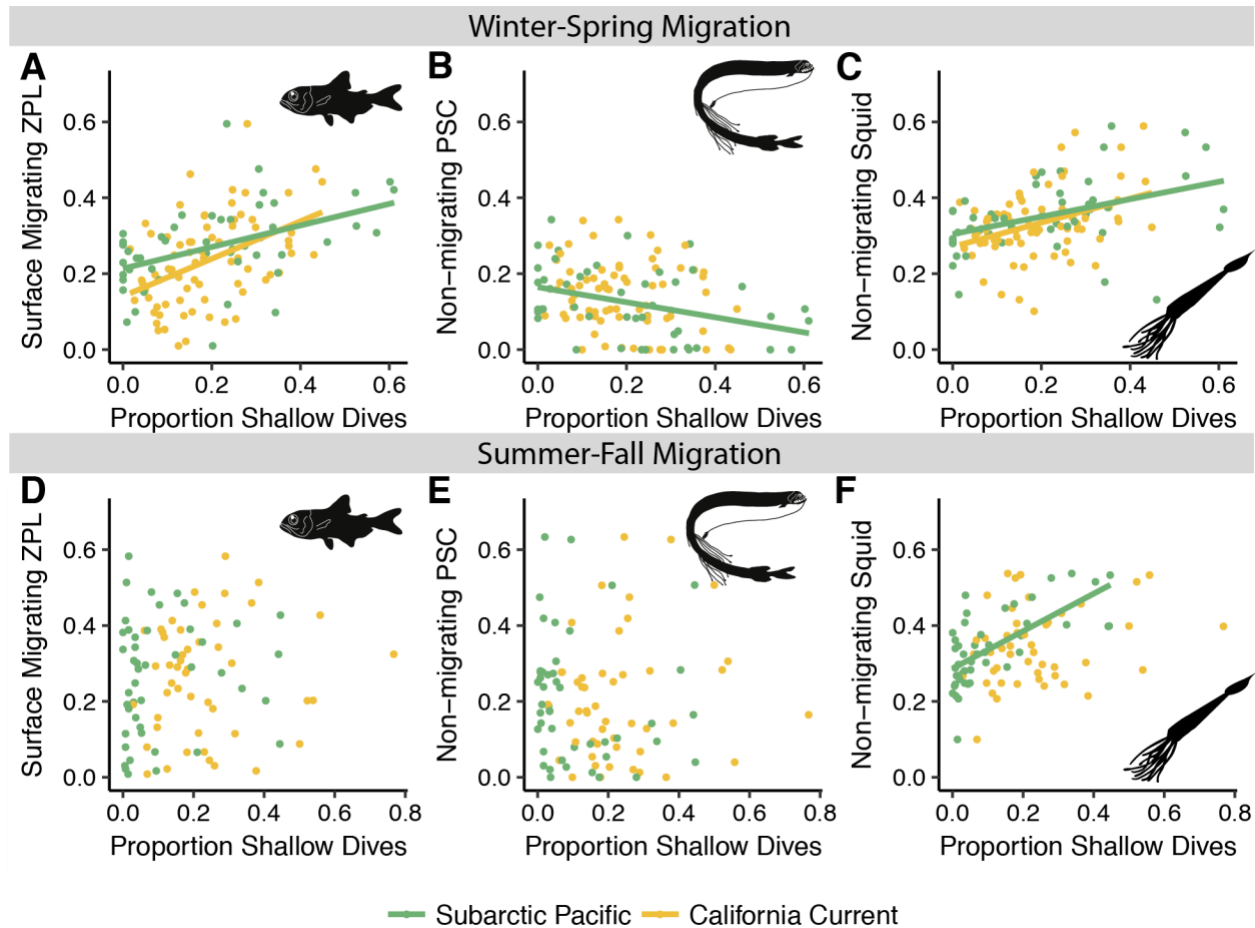 Winter-Spring Migration
A
B
C
Surface Migrating ZPL
0.6
0.4
0.2
0.0
0.0 0.2 0.4 0.6
Proportion Shallow Dives
Non−migrating PSC
0.6
0.4
0.2
0.0
0.0 0.2 0.4 0.6
Proportion Shallow Dives
Non−migrating Squid
0.6
0.4
0.2
0.0
0.0 0.2 0.4 0.6
Proportion Shallow Dives
Summer-Fall Migration
D
E
F
Surface Migrating ZPL
0.6
0.4
0.2
0.0
0.0 0.2 0.4 0.6 0.8
Proportion Shallow Dives
Non−migrating PSC
0.6
0.4
0.2
0.0
0.0 0.2 0.4 0.6 0.8
Proportion Shallow Dives
Non−migrating Squid
0.6
0.4
0.2
0.0
0.0 0.2 0.4 0.6 0.8
Proportion Shallow Dives
Subarctic Pacific California Current